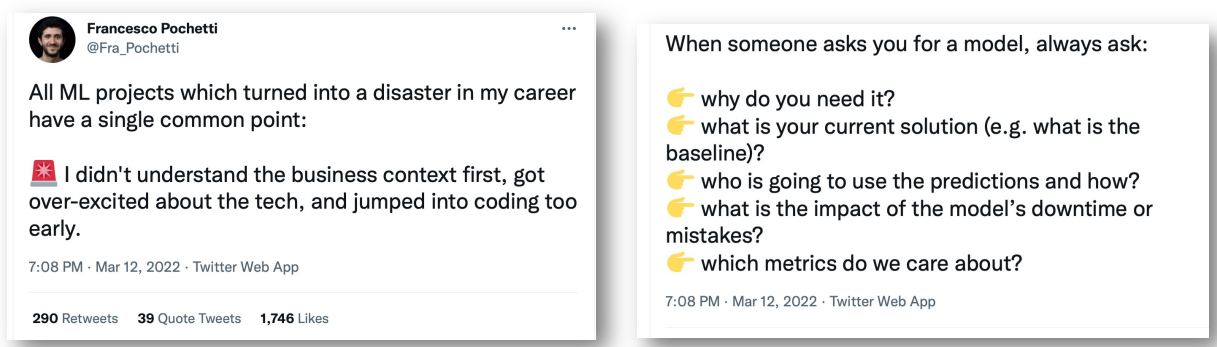 Francesco Pochetti
@Fra_Pochetti
All ML projects which turned into a disaster in my career
have a single common point:
🚨 I didn't understand the business context first, got
over-excited about the tech, and jumped into coding too
early.
7:08 PM · Mar 12, 2022 · Twitter Web App
290 Retweets 39 Quote Tweets 1,746 Likes
When someone asks you for a model, always ask:
👉 why do you need it?
👉 what is your current solution (e.g. what is the
baseline)?
👉 who is going to use the predictions and how?
👉 what is the impact of the model’s downtime or
mistakes?
👉 which metrics do we care about?
7:08 PM · Mar 12, 2022 · Twitter Web App